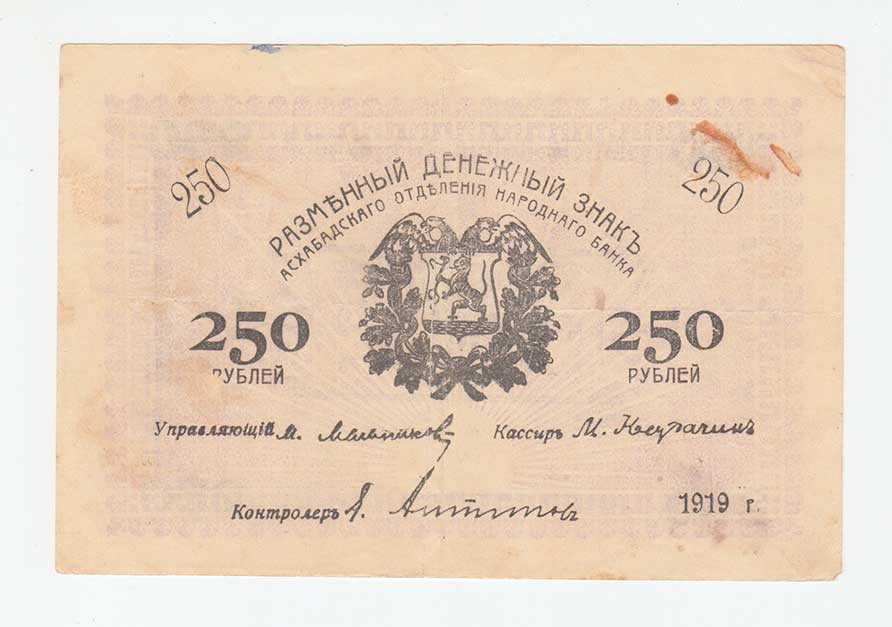 РАЗМѢННЫЙ ДЕНЕЖНЫЙ ЗНАКЪ
АСХАБАДСКАГО ОТДѢЛЕНІЯ НАРОДНАГО БАНКА
250 250
250 250
РУБЛЕЙ РУБЛЕЙ
Управляющій М. Кассиръ М.
Контролеръ
1919 г.